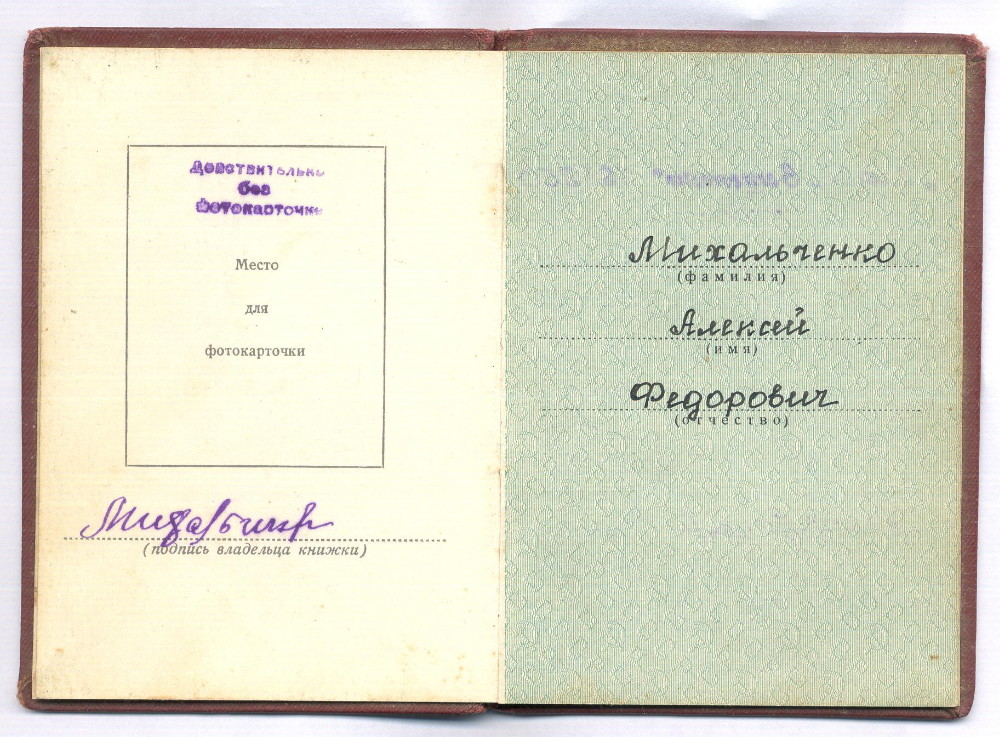 Действительно
без
фотокарточки
Место
для
фотокарточки
(подпись владельца книжки)
Михальченко
(фамилия)
Алексей
(имя)
Федорович
(отчество)